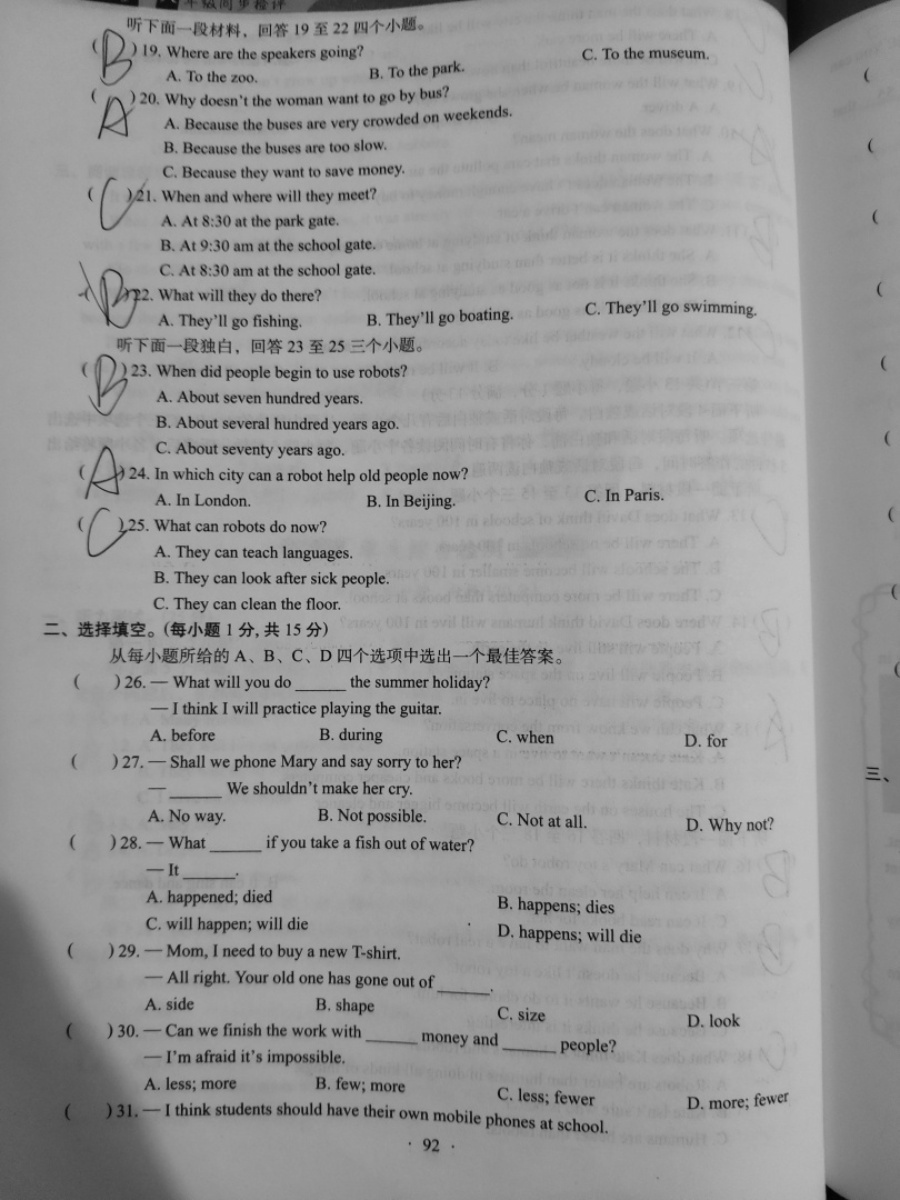 年级同步检评
听下面一段材料，回答 19 至 22 四个小题。
(B) 19. Where are the speakers going?
A. To the zoo. B. To the park. C. To the museum.
(A) 20. Why doesn't the woman want to go by bus?
A. Because the buses are very crowded on weekends.
B. Because the buses are too slow.
C. Because they want to save money.
(C) 21. When and where will they meet?
A. At 8:30 at the park gate.
B. At 9:30 am at the school gate.
C. At 8:30 am at the school gate.
(B) 22. What will they do there?
A. They'll go fishing. B. They'll go boating. C. They'll go swimming.
听下面一段独白，回答 23 至 25 三个小题。
(B) 23. When did people begin to use robots?
A. About seven hundred years.
B. About several hundred years ago.
C. About seventy years ago.
(A) 24. In which city can a robot help old people now?
A. In London. B. In Beijing. C. In Paris.
(C) 25. What can robots do now?
A. They can teach languages.
B. They can look after sick people.
C. They can clean the floor.
二、选择填空。(每小题 1 分, 共 15 分)
从每小题所给的 A、B、C、D 四个选项中选出一个最佳答案。
( ) 26. — What will you do ______ the summer holiday?
— I think I will practice playing the guitar.
A. before B. during C. when D. for
( ) 27. — Shall we phone Mary and say sorry to her?
— ______ We shouldn't make her cry.
A. No way. B. Not possible. C. Not at all. D. Why not?
( ) 28. — What ______ if you take a fish out of water?
— It ______.
A. happened; died B. happens; dies
C. will happen; will die D. happens; will die
( ) 29. — Mom, I need to buy a new T-shirt.
— All right. Your old one has gone out of ______.
A. side B. shape C. size D. look
( ) 30. — Can we finish the work with ______ money and ______ people?
— I'm afraid it's impossible.
A. less; more B. few; more C. less; fewer D. more; fewer
( ) 31. — I think students should have their own mobile phones at school.
· 92 ·
三、